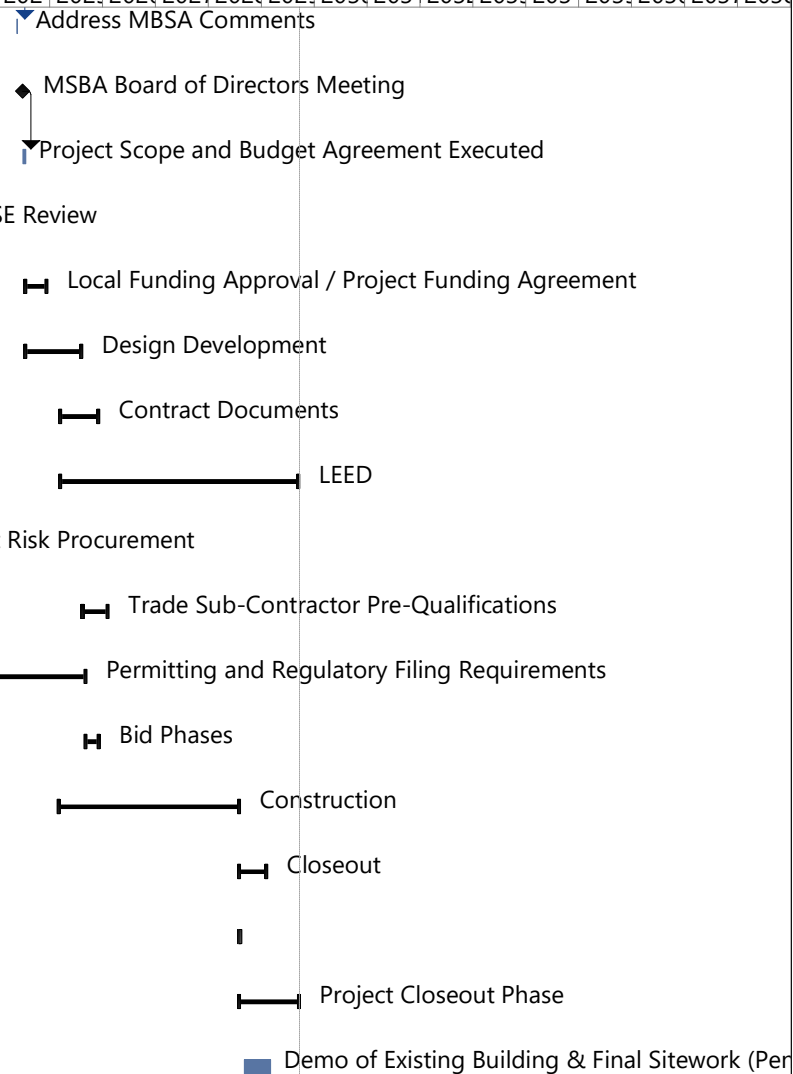 Address MBSA Comments
MSBA Board of Directors Meeting
Project Scope and Budget Agreement Executed
SE Review
Local Funding Approval / Project Funding Agreement
Design Development
Contract Documents
LEED
Risk Procurement
Trade Sub-Contractor Pre-Qualifications
Permitting and Regulatory Filing Requirements
Bid Phases
Construction
Closeout
Project Closeout Phase
Demo of Existing Building & Final Sitework (Per